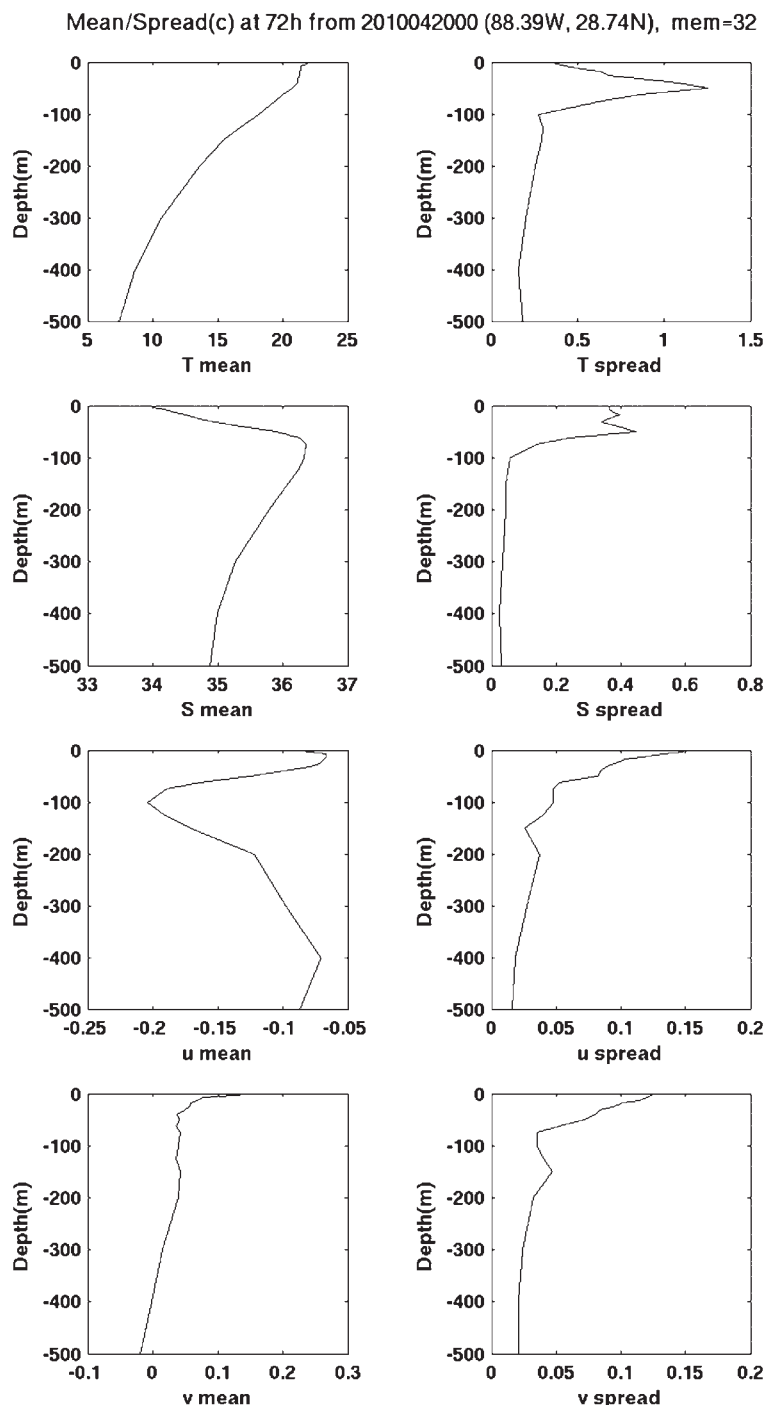 Mean/Spread(c) at 72h from 2010042000 (88.39W, 28.74N), mem=32
0
-100
-200
-300
-400
-500
Depth(m)
5 10 15 20 25
T mean
0
-100
-200
-300
-400
-500
Depth(m)
0 0.5 1 1.5
T spread
0
-100
-200
-300
-400
-500
Depth(m)
33 34 35 36 37
S mean
0
-100
-200
-300
-400
-500
Depth(m)
0 0.2 0.4 0.6 0.8
S spread
0
-100
-200
-300
-400
-500
Depth(m)
-0.25 -0.2 -0.15 -0.1 -0.05
u mean
0
-100
-200
-300
-400
-500
Depth(m)
0 0.05 0.1 0.15 0.2
u spread
0
-100
-200
-300
-400
-500
Depth(m)
-0.1 0 0.1 0.2 0.3
v mean
0
-100
-200
-300
-400
-500
Depth(m)
0 0.05 0.1 0.15 0.2
v spread